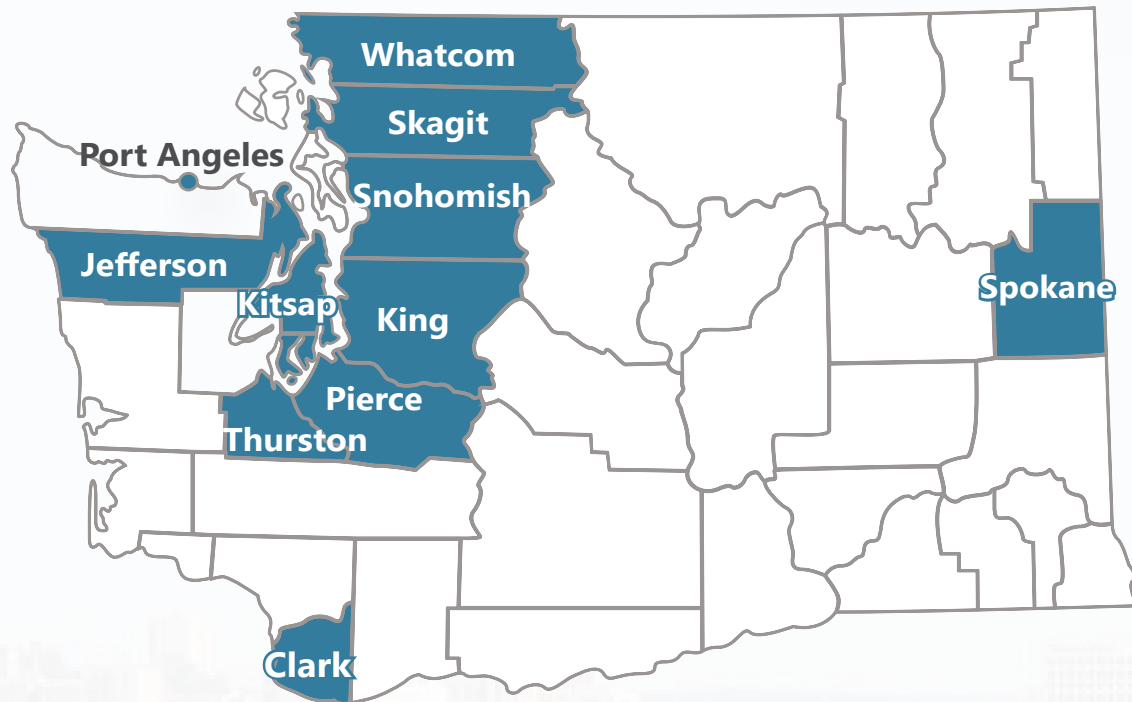 Whatcom
Skagit
Port Angeles
Snohomish
Jefferson
Spokane
Kitsap
King
Pierce
Thurston
Clark